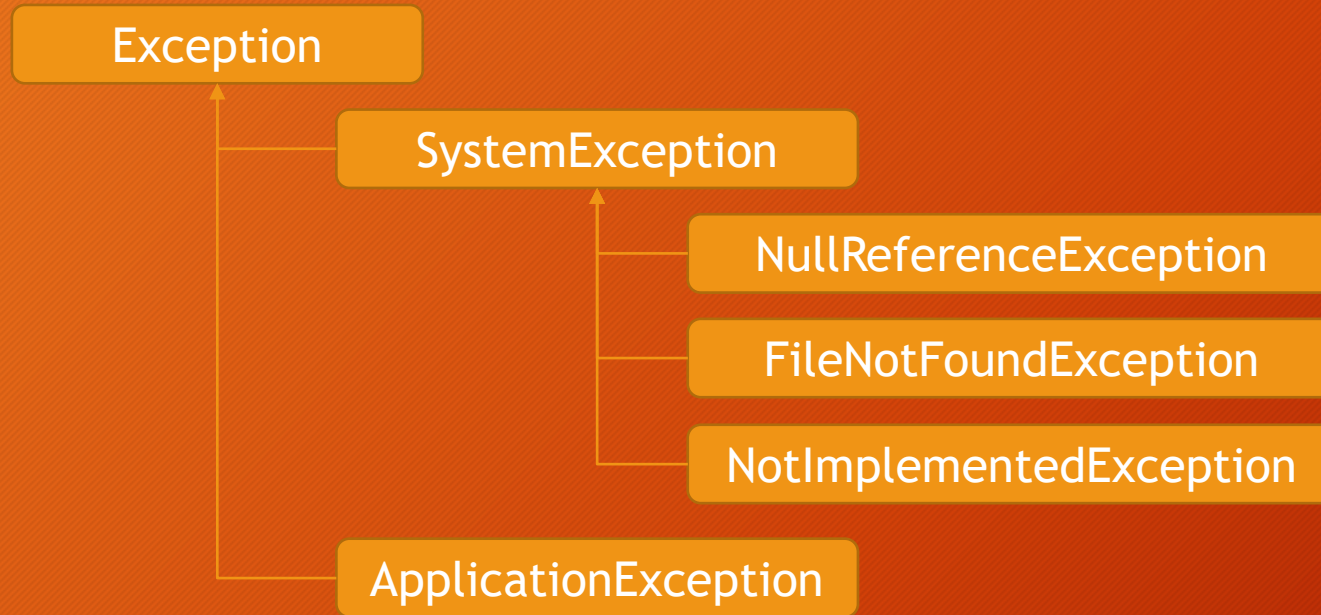 Exception
SystemException
NullReferenceException
FileNotFoundException
NotImplementedException
ApplicationException